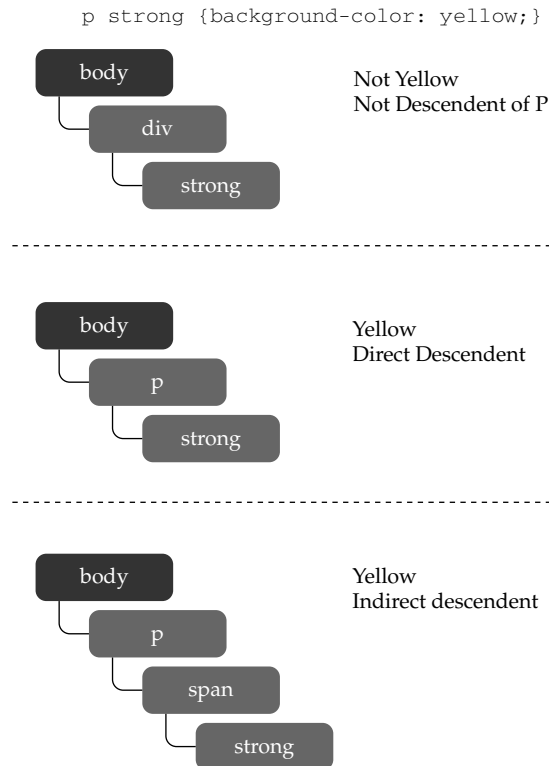 p strong {background-color: yellow;}
body
Not Yellow
Not Descendent of P
div
strong
body
Yellow
Direct Descendent
p
strong
body
Yellow
Indirect descendent
p
span
strong